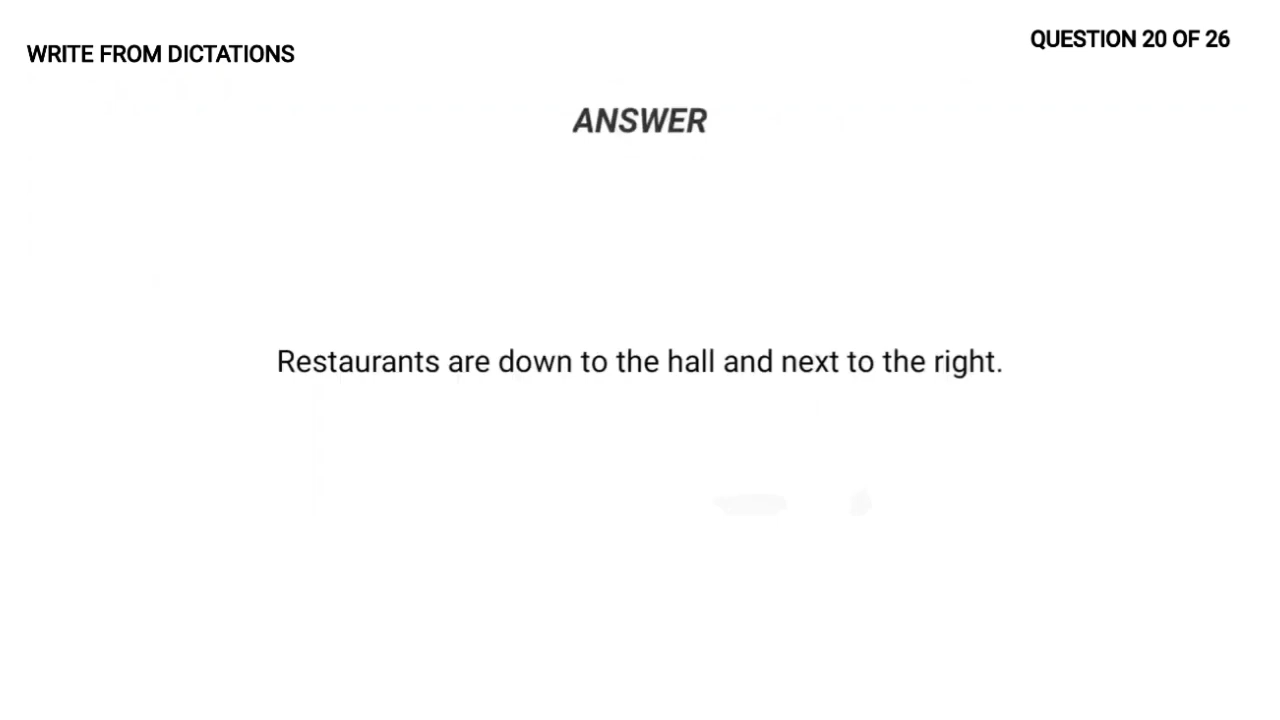 WRITE FROM DICTATIONS
QUESTION 20 OF 26
ANSWER
Restaurants are down to the hall and next to the right.